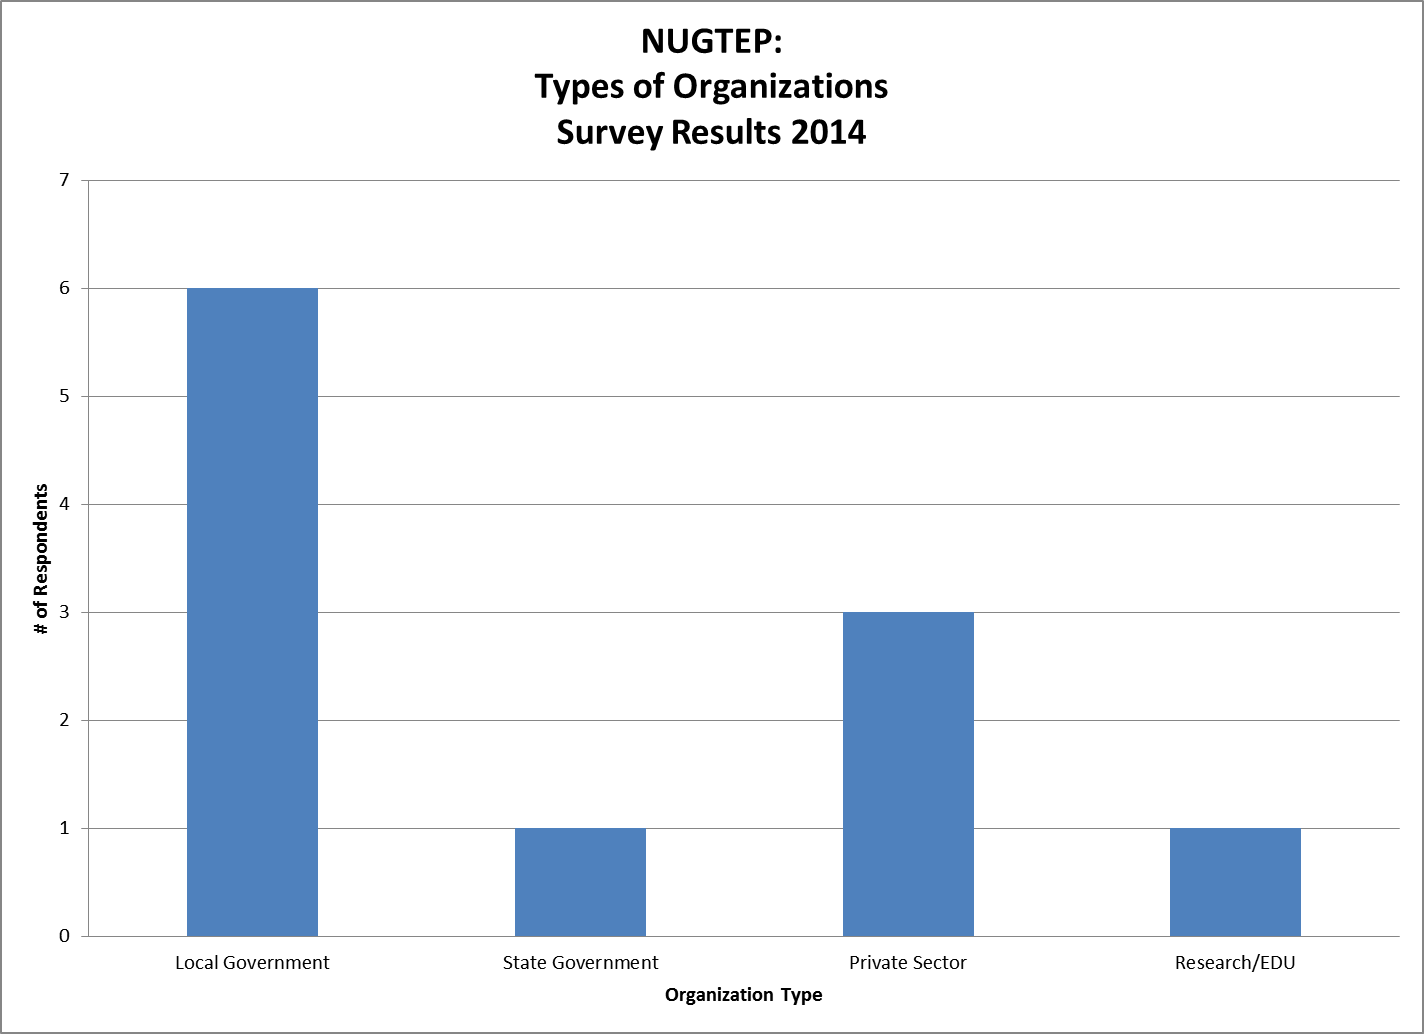 NUGTEP:
Types of Organizations
Survey Results 2014
7
6
5
4
3
2
1
0
# of Respondents
Local Government
State Government
Private Sector
Research/EDU
Organization Type